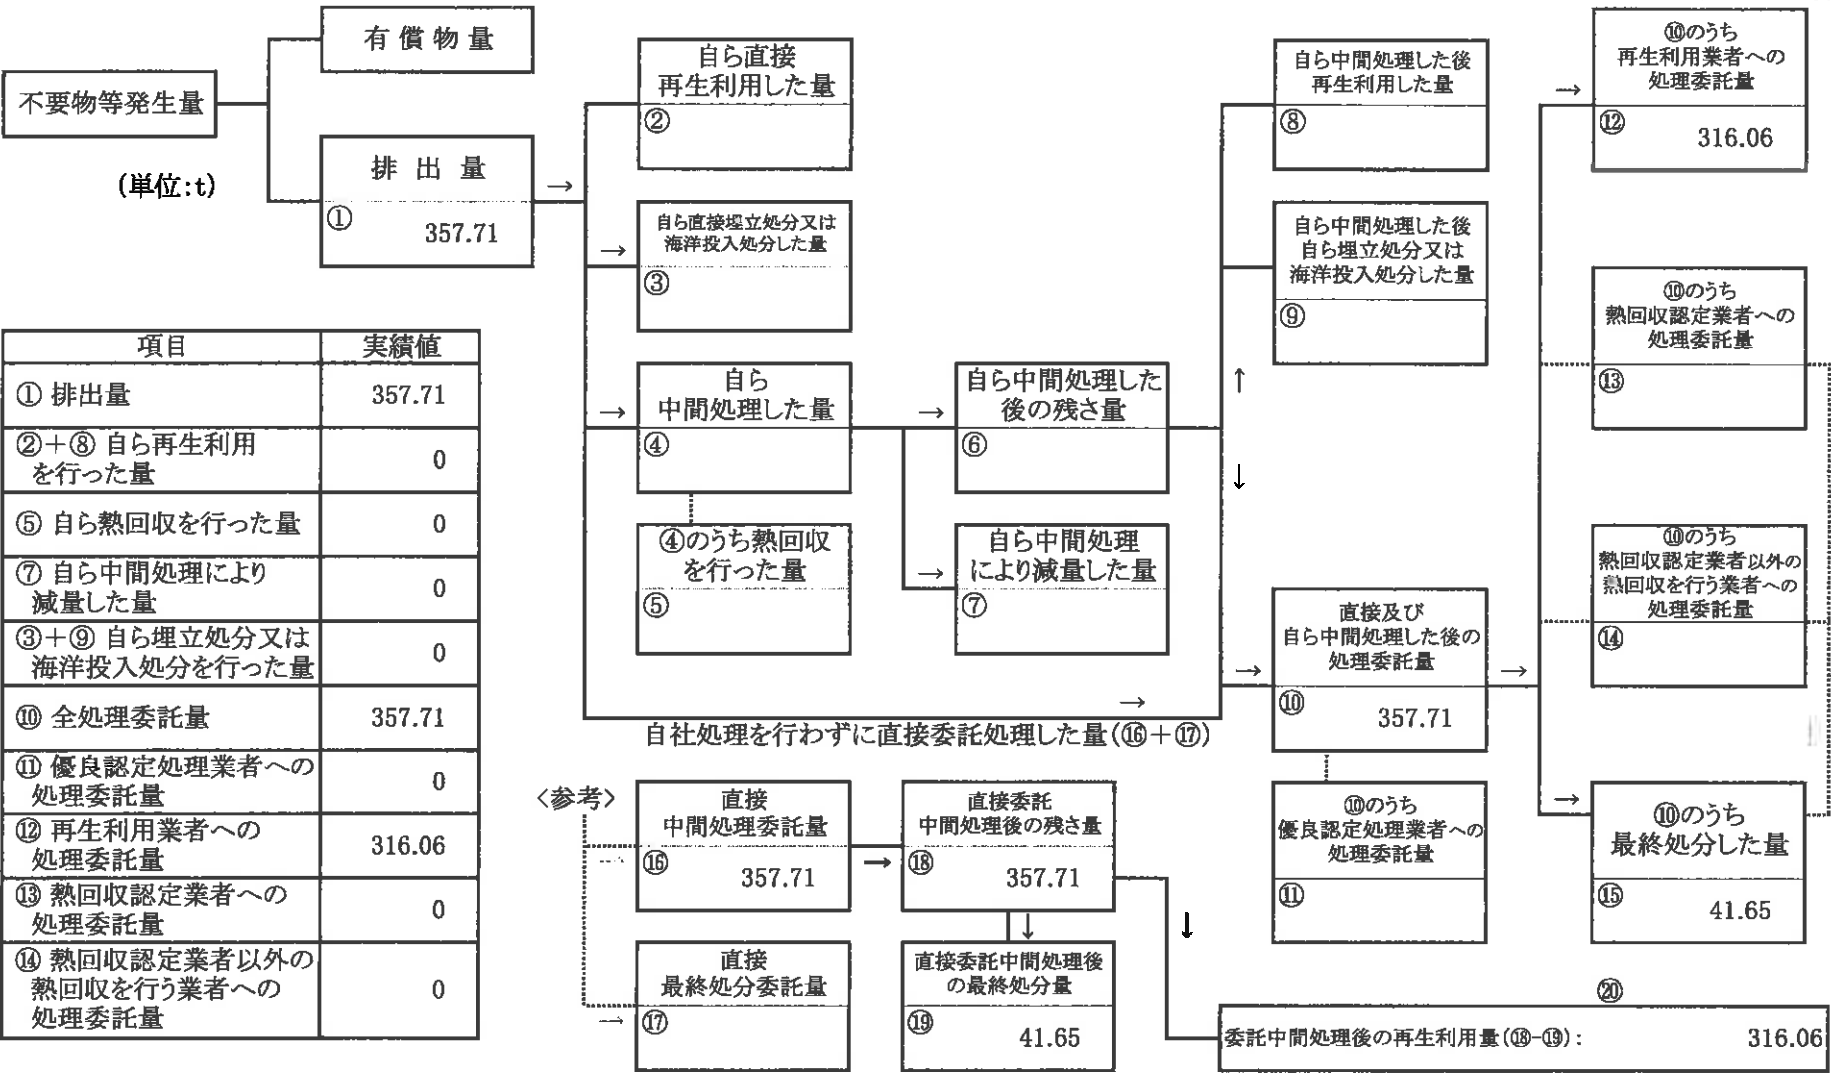 有償物量
不要物等発生量
(単位:t)
排出量
① 357.71
→
自ら直接
再生利用した量
②
→
自ら直接埋立処分又は
海洋投入処分した量
③
→
自ら
中間処理した量
④
④のうち熱回収
を行った量
⑤
→
自ら中間処理した
後の残さ量
⑥
→
自ら中間処理
により減量した量
⑦
自ら中間処理した後
再生利用した量
⑧
自ら中間処理した後
自ら埋立処分又は
海洋投入処分した量
⑨
↑
↓
→
自社処理を行わずに直接委託処理した量(⑯+⑰)
→
直接及び
自ら中間処理した後の
処理委託量
⑩ 357.71
⑩のうち
優良認定処理業者への
処理委託量
⑪
→
→
⑩のうち
再生利用業者への
処理委託量
⑫ 316.06
⑩のうち
熱回収認定業者への
処理委託量
⑬
⑩のうち
熱回収認定業者以外の
熱回収を行う業者への
処理委託量
⑭
→
⑩のうち
最終処分した量
⑮ 41.65
項目 実績値
① 排出量 357.71
②+⑧ 自ら再生利用
を行った量 0
⑤ 自ら熱回収を行った量 0
⑦ 自ら中間処理により
減量した量 0
③+⑨ 自ら埋立処分又は
海洋投入処分を行った量 0
⑩ 全処理委託量 357.71
⑪ 優良認定処理業者への
処理委託量 0
⑫ 再生利用業者への
処理委託量 316.06
⑬ 熱回収認定業者への
処理委託量 0
⑭ 熱回収認定業者以外の
熱回収を行う業者への
処理委託量 0
〈参考〉
→
直接
中間処理委託量
⑯ 357.71
→
直接委託
中間処理後の残さ量
⑱ 357.71
→
直接
最終処分委託量
⑰
↓
直接委託中間処理後
の最終処分量
⑲ 41.65
↓
⑳
委託中間処理後の再生利用量(⑱-⑲): 316.06